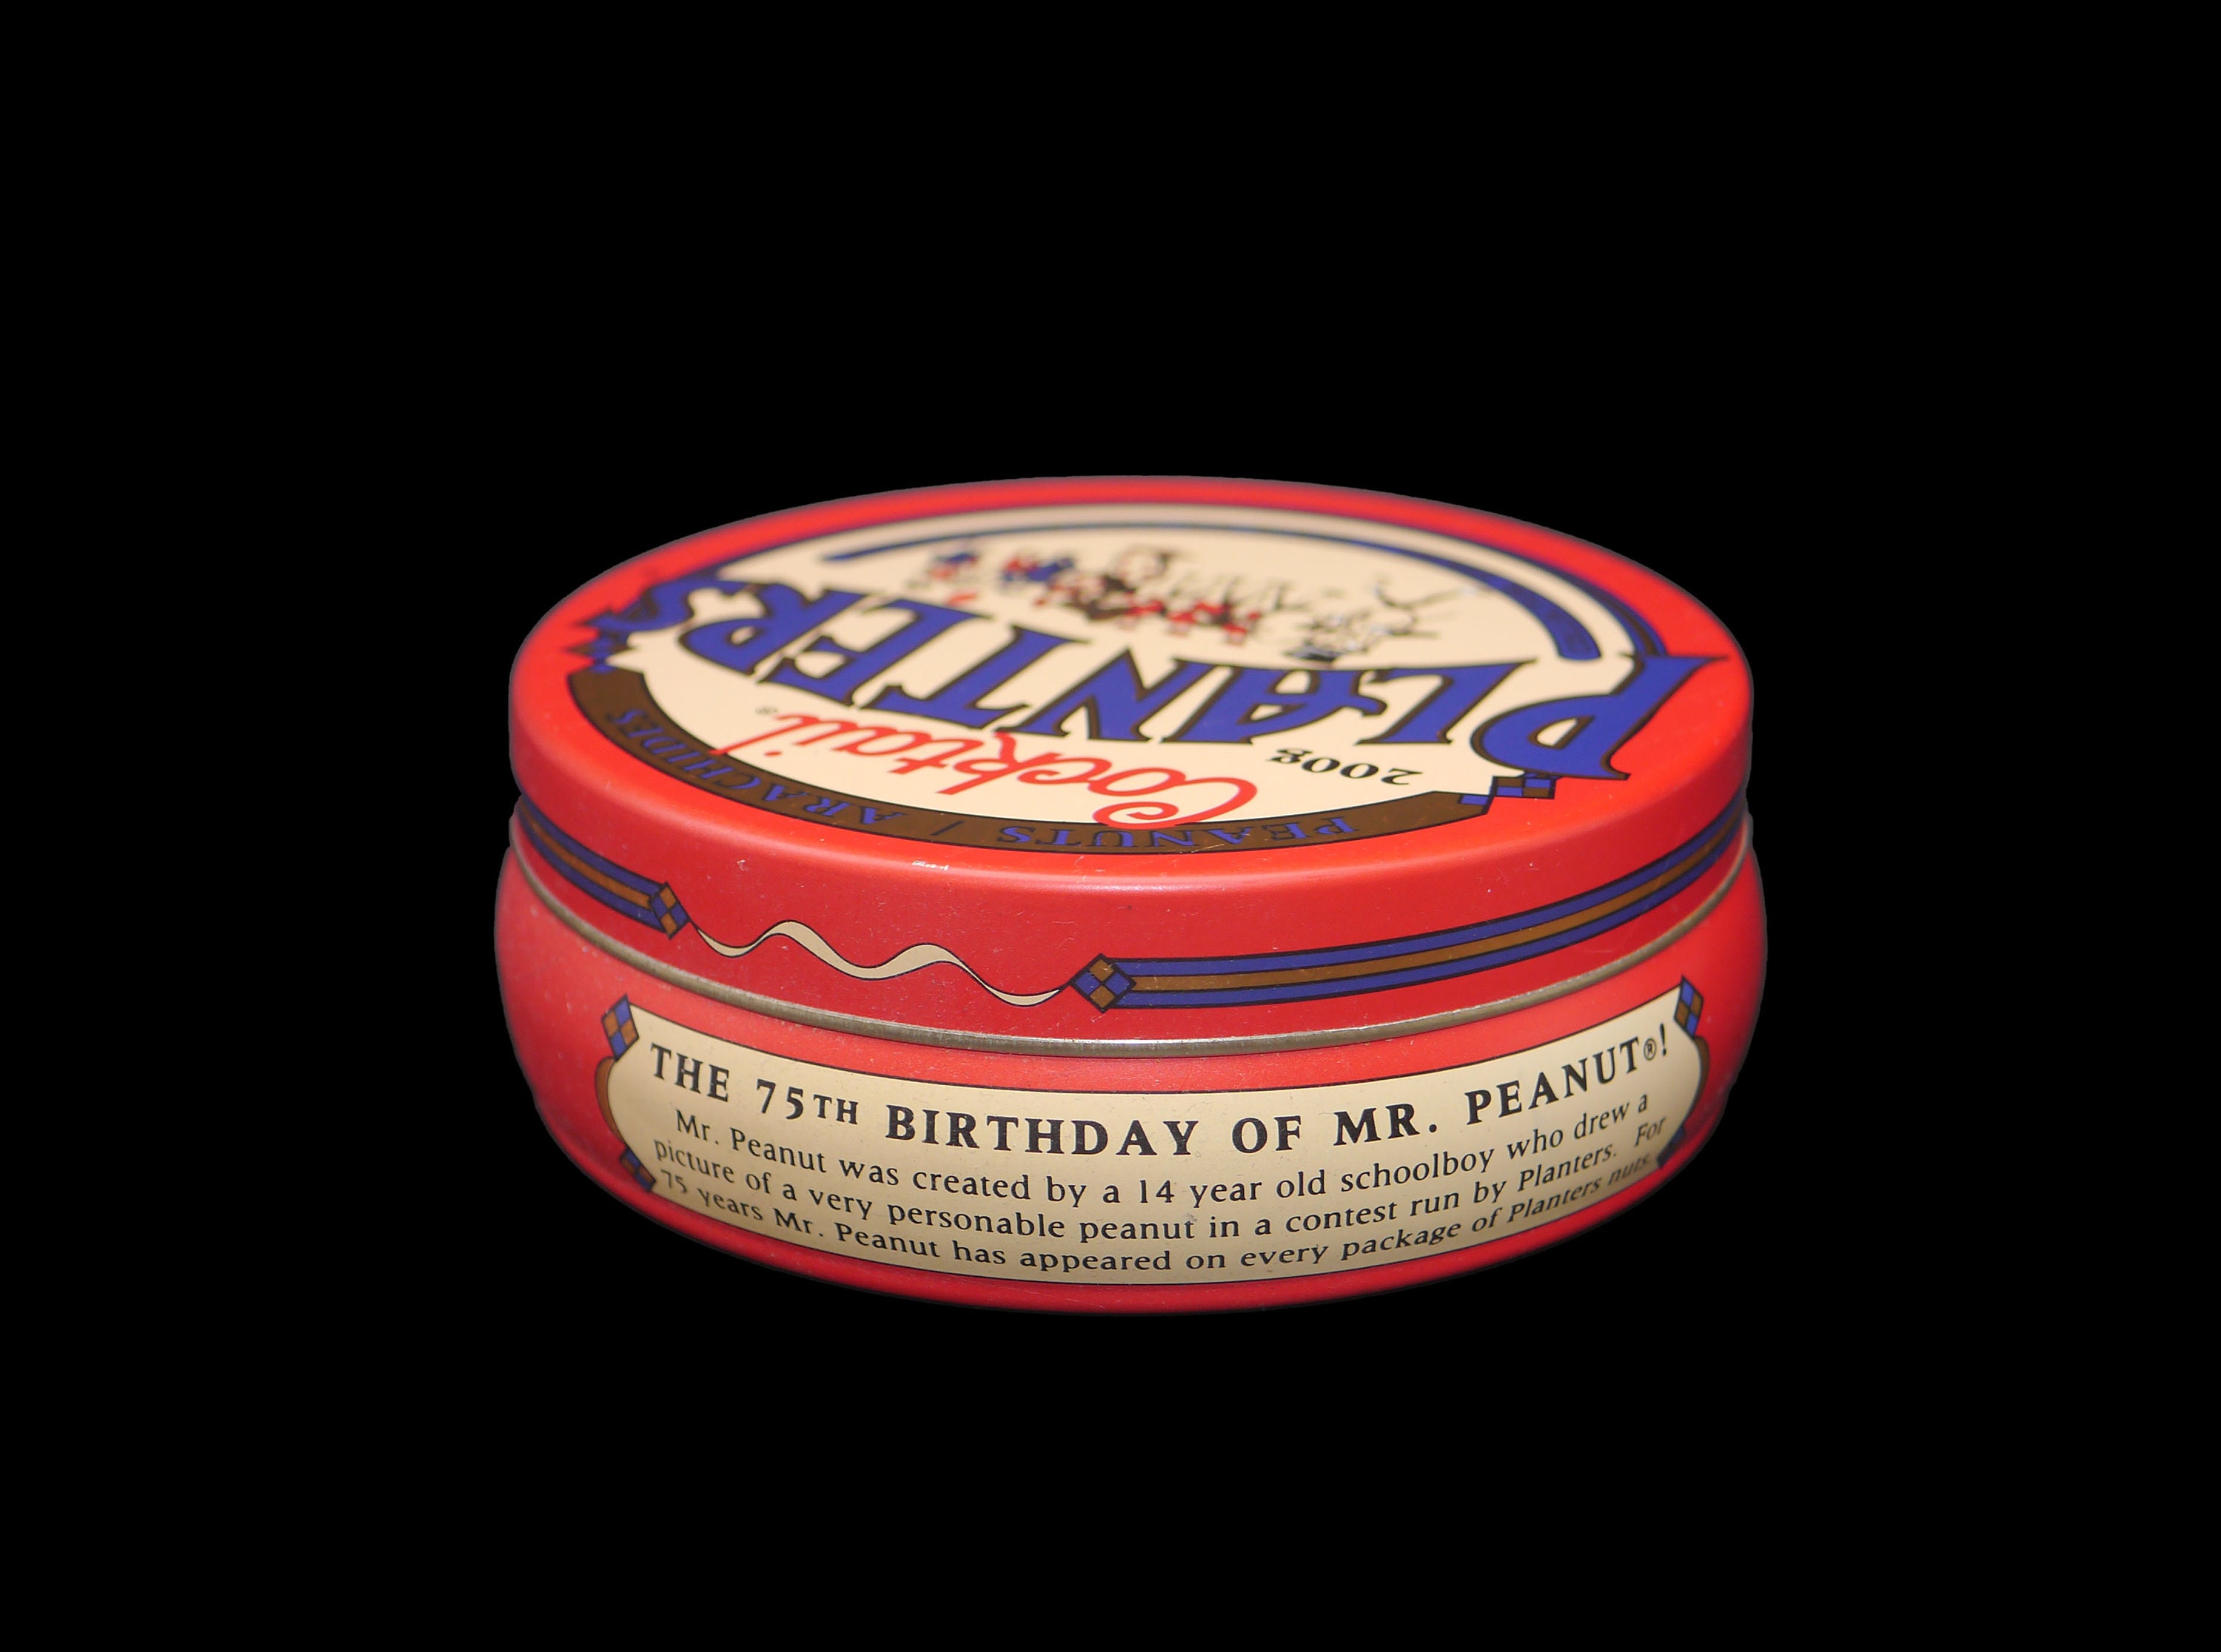 PLANTERS
Cocktail®
200g
PEANUTS / ARACHIDES
THE 75TH BIRTHDAY OF MR. PEANUT®!
Mr. Peanut was created by a 14 year old schoolboy who drew a
picture of a very personable peanut in a contest run by Planters. For
75 years Mr. Peanut has appeared on every package of Planters nuts.